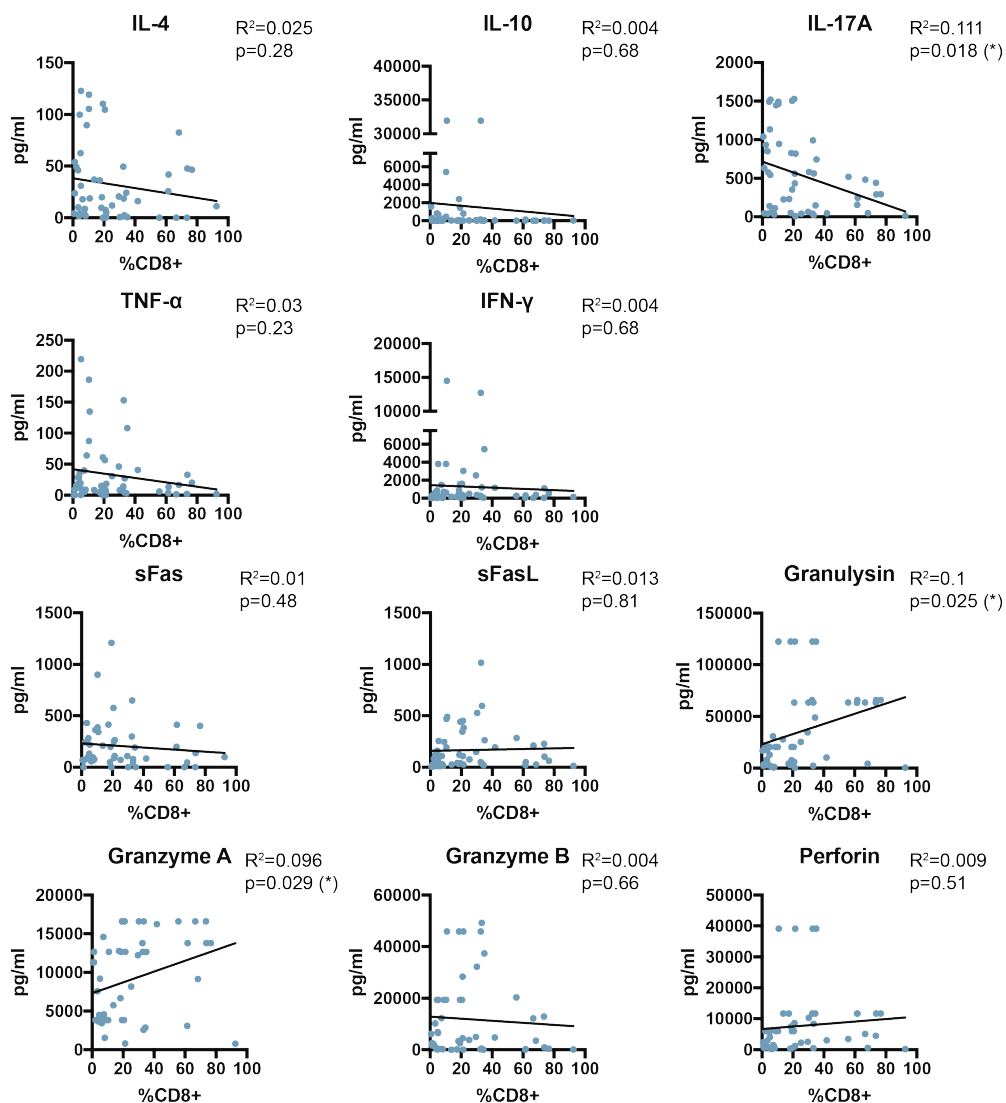 IL-4
R²=0.025
p=0.28
150
100
50
0
pg/ml
0 20 40 60 80 100
%CD8+
IL-10
R²=0.004
p=0.68
40000
35000
30000
6000
4000
2000
0
pg/ml
0 20 40 60 80 100
%CD8+
IL-17A
R²=0.111
p=0.018 (*)
2000
1500
1000
500
0
pg/ml
0 20 40 60 80 100
%CD8+
TNF-α
R²=0.03
p=0.23
250
200
150
100
50
0
pg/ml
0 20 40 60 80 100
%CD8+
IFN-γ
R²=0.004
p=0.68
20000
15000
10000
6000
4000
2000
0
pg/ml
0 20 40 60 80 100
%CD8+
sFas
R²=0.01
p=0.48
1500
1000
500
0
pg/ml
0 20 40 60 80 100
%CD8+
sFasL
R²=0.013
p=0.81
1500
1000
500
0
pg/ml
0 20 40 60 80 100
%CD8+
Granulysin
R²=0.1
p=0.025 (*)
150000
100000
50000
0
pg/ml
0 20 40 60 80 100
%CD8+
Granzyme A
R²=0.096
p=0.029 (*)
20000
15000
10000
5000
0
pg/ml
0 20 40 60 80 100
%CD8+
Granzyme B
R²=0.004
p=0.66
60000
40000
20000
0
pg/ml
0 20 40 60 80 100
%CD8+
Perforin
R²=0.009
p=0.51
50000
40000
30000
20000
10000
0
pg/ml
0 20 40 60 80 100
%CD8+